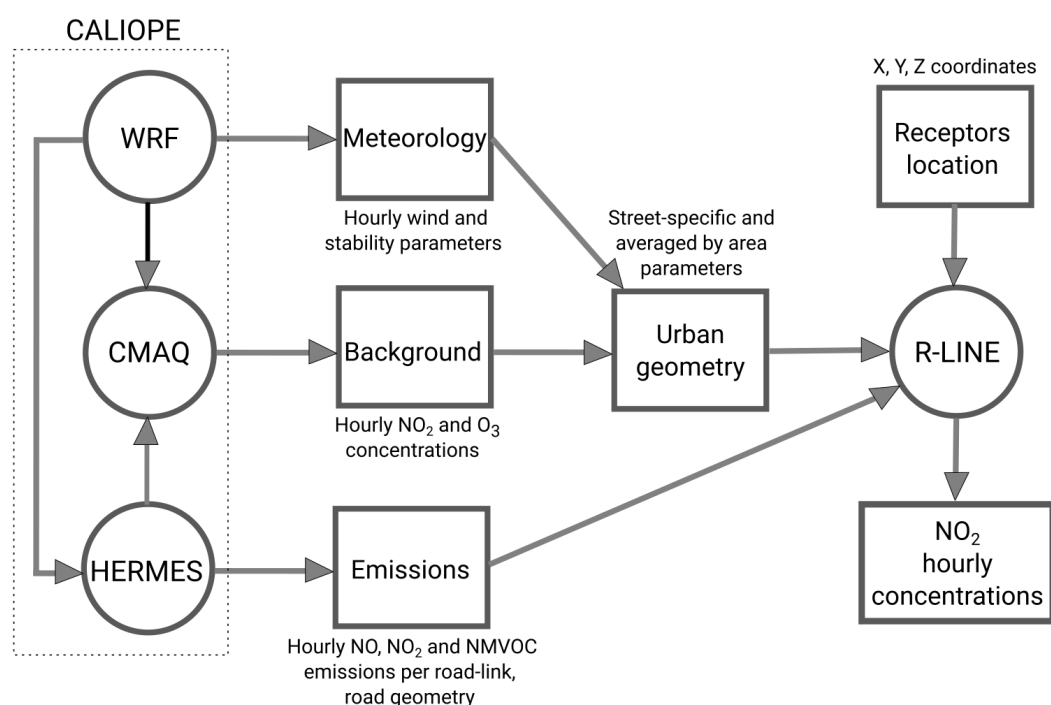 CALIOPE
WRF
CMAQ
HERMES
Meteorology
Hourly wind and
stability parameters
Background
Hourly NO₂ and O₃
concentrations
Emissions
Hourly NO, NO₂ and NMVOC
emissions per road-link,
road geometry
Street-specific and
averaged by area
parameters
Urban
geometry
X, Y, Z coordinates
Receptors
location
R-LINE
NO₂
hourly
concentrations